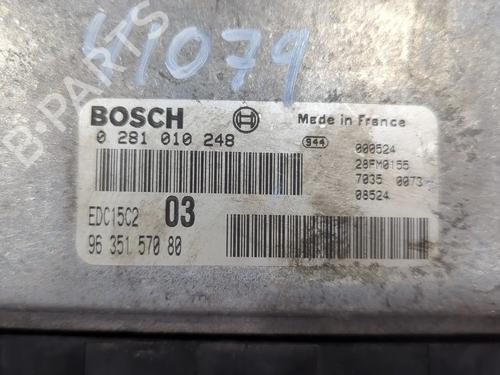 41079
BOSCH
Made in France
0 281 010 248
944
000524
28FM0155
7035 0073
08524
EDC15C2 03
96 351 570 80
B-PARTS